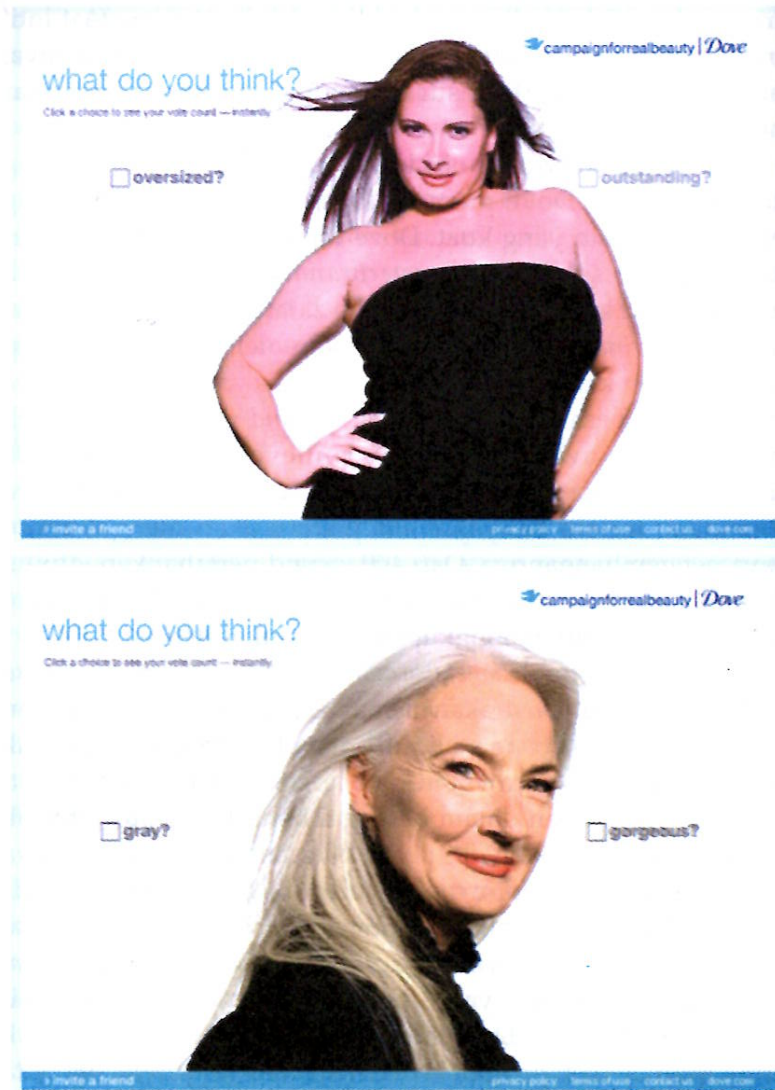 campaignforrealbeauty | Dove
what do you think?
Click a choice to see your vote count — instantly
oversized?
outstanding?
› invite a friend
privacy policy terms of use contact us dove.com
campaignforrealbeauty | Dove
what do you think?
Click a choice to see your vote count — instantly
gray?
gorgeous?
› invite a friend
privacy policy terms of use contact us dove.com